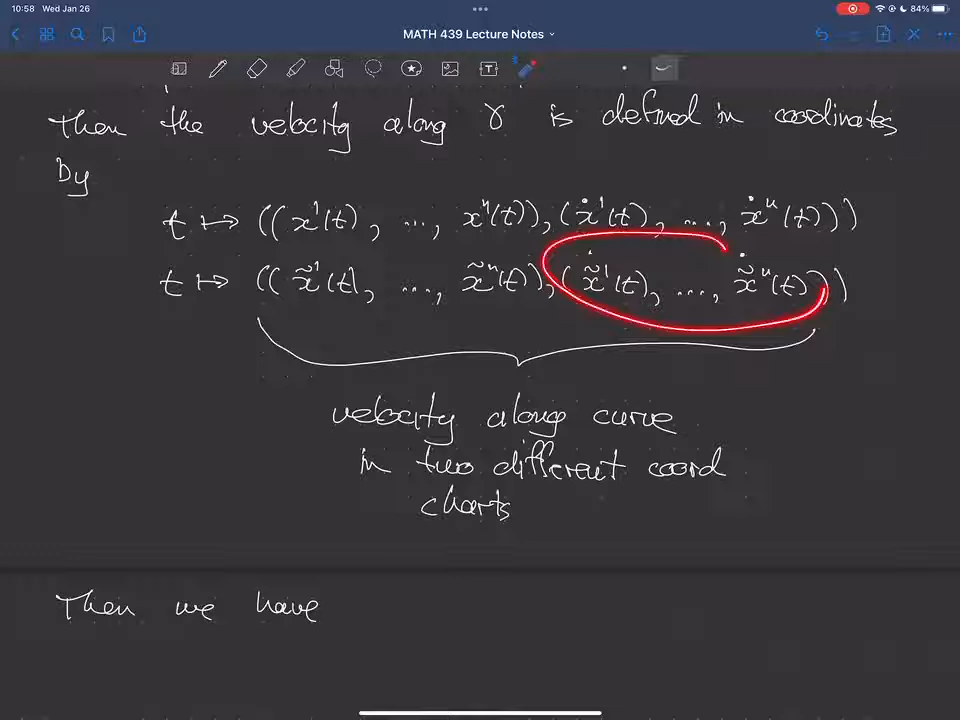 10:58 Wed Jan 26
84%
MATH 439 Lecture Notes
Then the velocity along γ is defined in coordinates
by
t ↦ ((x¹(t), ..., xⁿ(t)), (ẋ¹(t), ..., ẋⁿ(t)))
t ↦ ((x̃¹(t), ..., x̃ⁿ(t)), (x̃̇¹(t), ..., x̃̇ⁿ(t)))
velocity along curve
in two different coord
charts
Then we have